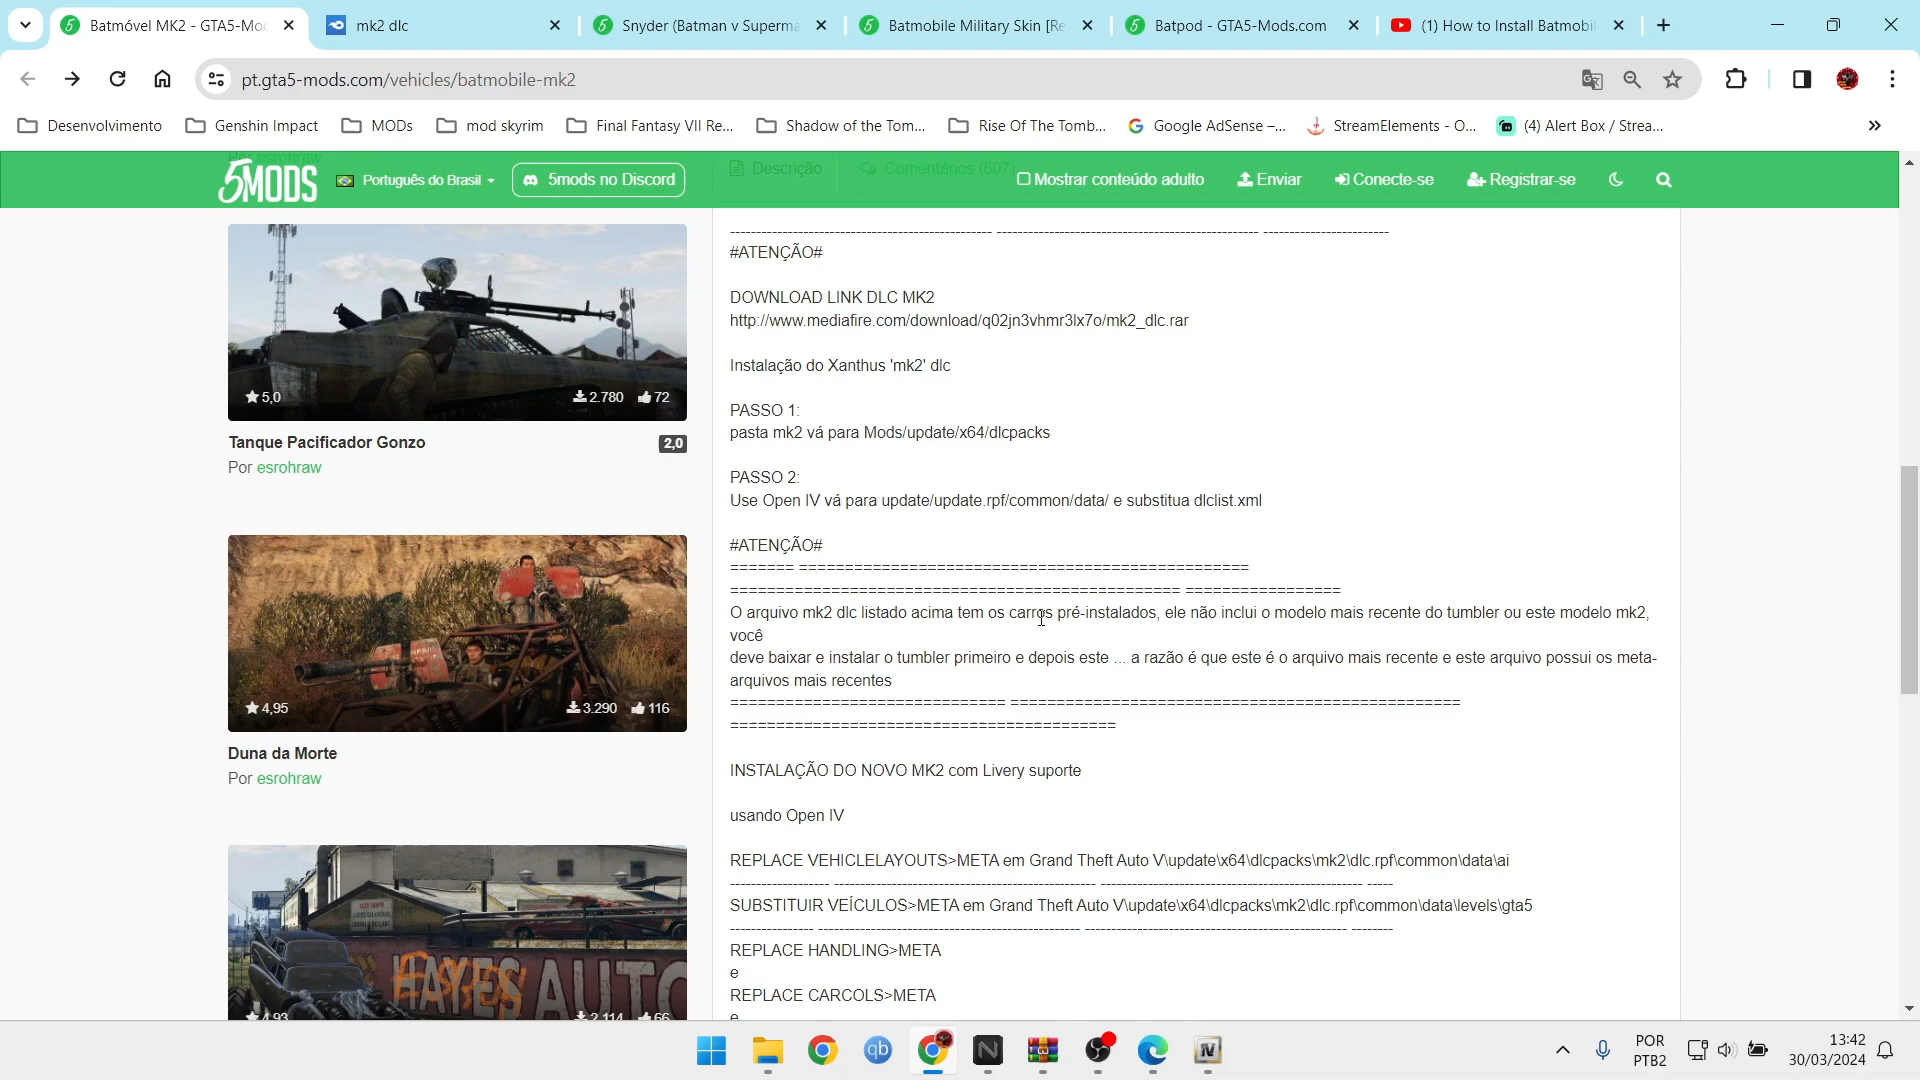 Batmóvel MK2 - GTA5-Mo
mk2 dlc
Snyder (Batman v Superma
Batmobile Military Skin [Re
Batpod - GTA5-Mods.com
(1) How to Install Batmobi
pt.gta5-mods.com/vehicles/batmobile-mk2
Desenvolvimento
Genshin Impact
MODs
mod skyrim
Final Fantasy VII Re...
Shadow of the Tom...
Rise Of The Tomb...
Google AdSense –...
StreamElements - O...
(4) Alert Box / Strea...
Por esrohraw
Descrição
Comentários (607)
5MODS
Português do Brasil
5mods no Discord
Mostrar conteúdo adulto
Enviar
Conecte-se
Registrar-se
5,0
2.780
72
Tanque Pacificador Gonzo
2,0
Por esrohraw
4,95
3.290
116
Duna da Morte
Por esrohraw
HAYES AUTO
4,93
2.114
66
------------------------------------------------- ------------------------------------------------- -----------------------
#ATENÇÃO#
DOWNLOAD LINK DLC MK2
http://www.mediafire.com/download/q02jn3vhmr3lx7o/mk2_dlc.rar
Instalação do Xanthus 'mk2' dlc
PASSO 1:
pasta mk2 vá para Mods/update/x64/dlcpacks
PASSO 2:
Use Open IV vá para update/update.rpf/common/data/ e substitua dlclist.xml
#ATENÇÃO#
======= =================================================
================================================= =================
O arquivo mk2 dlc listado acima tem os carros pré-instalados, ele não inclui o modelo mais recente do tumbler ou este modelo mk2,
você
deve baixar e instalar o tumbler primeiro e depois este ... a razão é que este é o arquivo mais recente e este arquivo possui os meta-
arquivos mais recentes
============================== =================================================
==========================================
INSTALAÇÃO DO NOVO MK2 com Livery suporte
usando Open IV
REPLACE VEHICLELAYOUTS>META em Grand Theft Auto V\update\x64\dlcpacks\mk2\dlc.rpf\common\data\ai
------------------- ------------------------------------------------- ------------------------------------------------- -----
SUBSTITUIR VEÍCULOS>META em Grand Theft Auto V\update\x64\dlcpacks\mk2\dlc.rpf\common\data\levels\gta5
---------------- ------------------------------------------------- ------------------------------------------------- --------
REPLACE HANDLING>META
e
REPLACE CARCOLS>META
e
POR
PTB2
13:42
30/03/2024